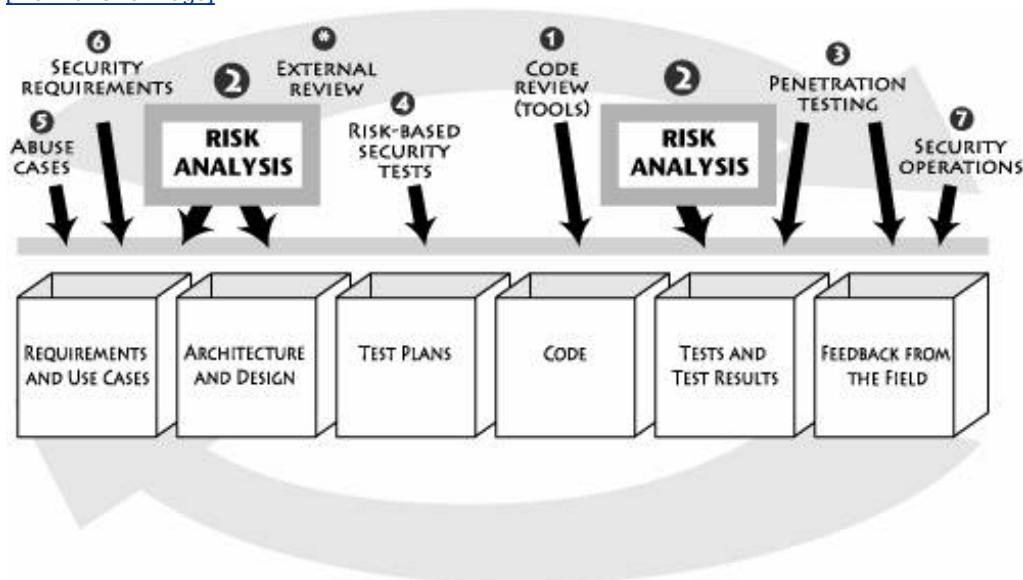 6
SECURITY
REQUIREMENTS
5
ABUSE
CASES
2
RISK
ANALYSIS
*
EXTERNAL
REVIEW
4
RISK-BASED
SECURITY
TESTS
1
CODE
REVIEW
(TOOLS)
2
RISK
ANALYSIS
3
PENETRATION
TESTING
7
SECURITY
OPERATIONS
REQUIREMENTS
AND USE CASES
ARCHITECTURE
AND DESIGN
TEST PLANS
CODE
TESTS AND
TEST RESULTS
FEEDBACK FROM
THE FIELD